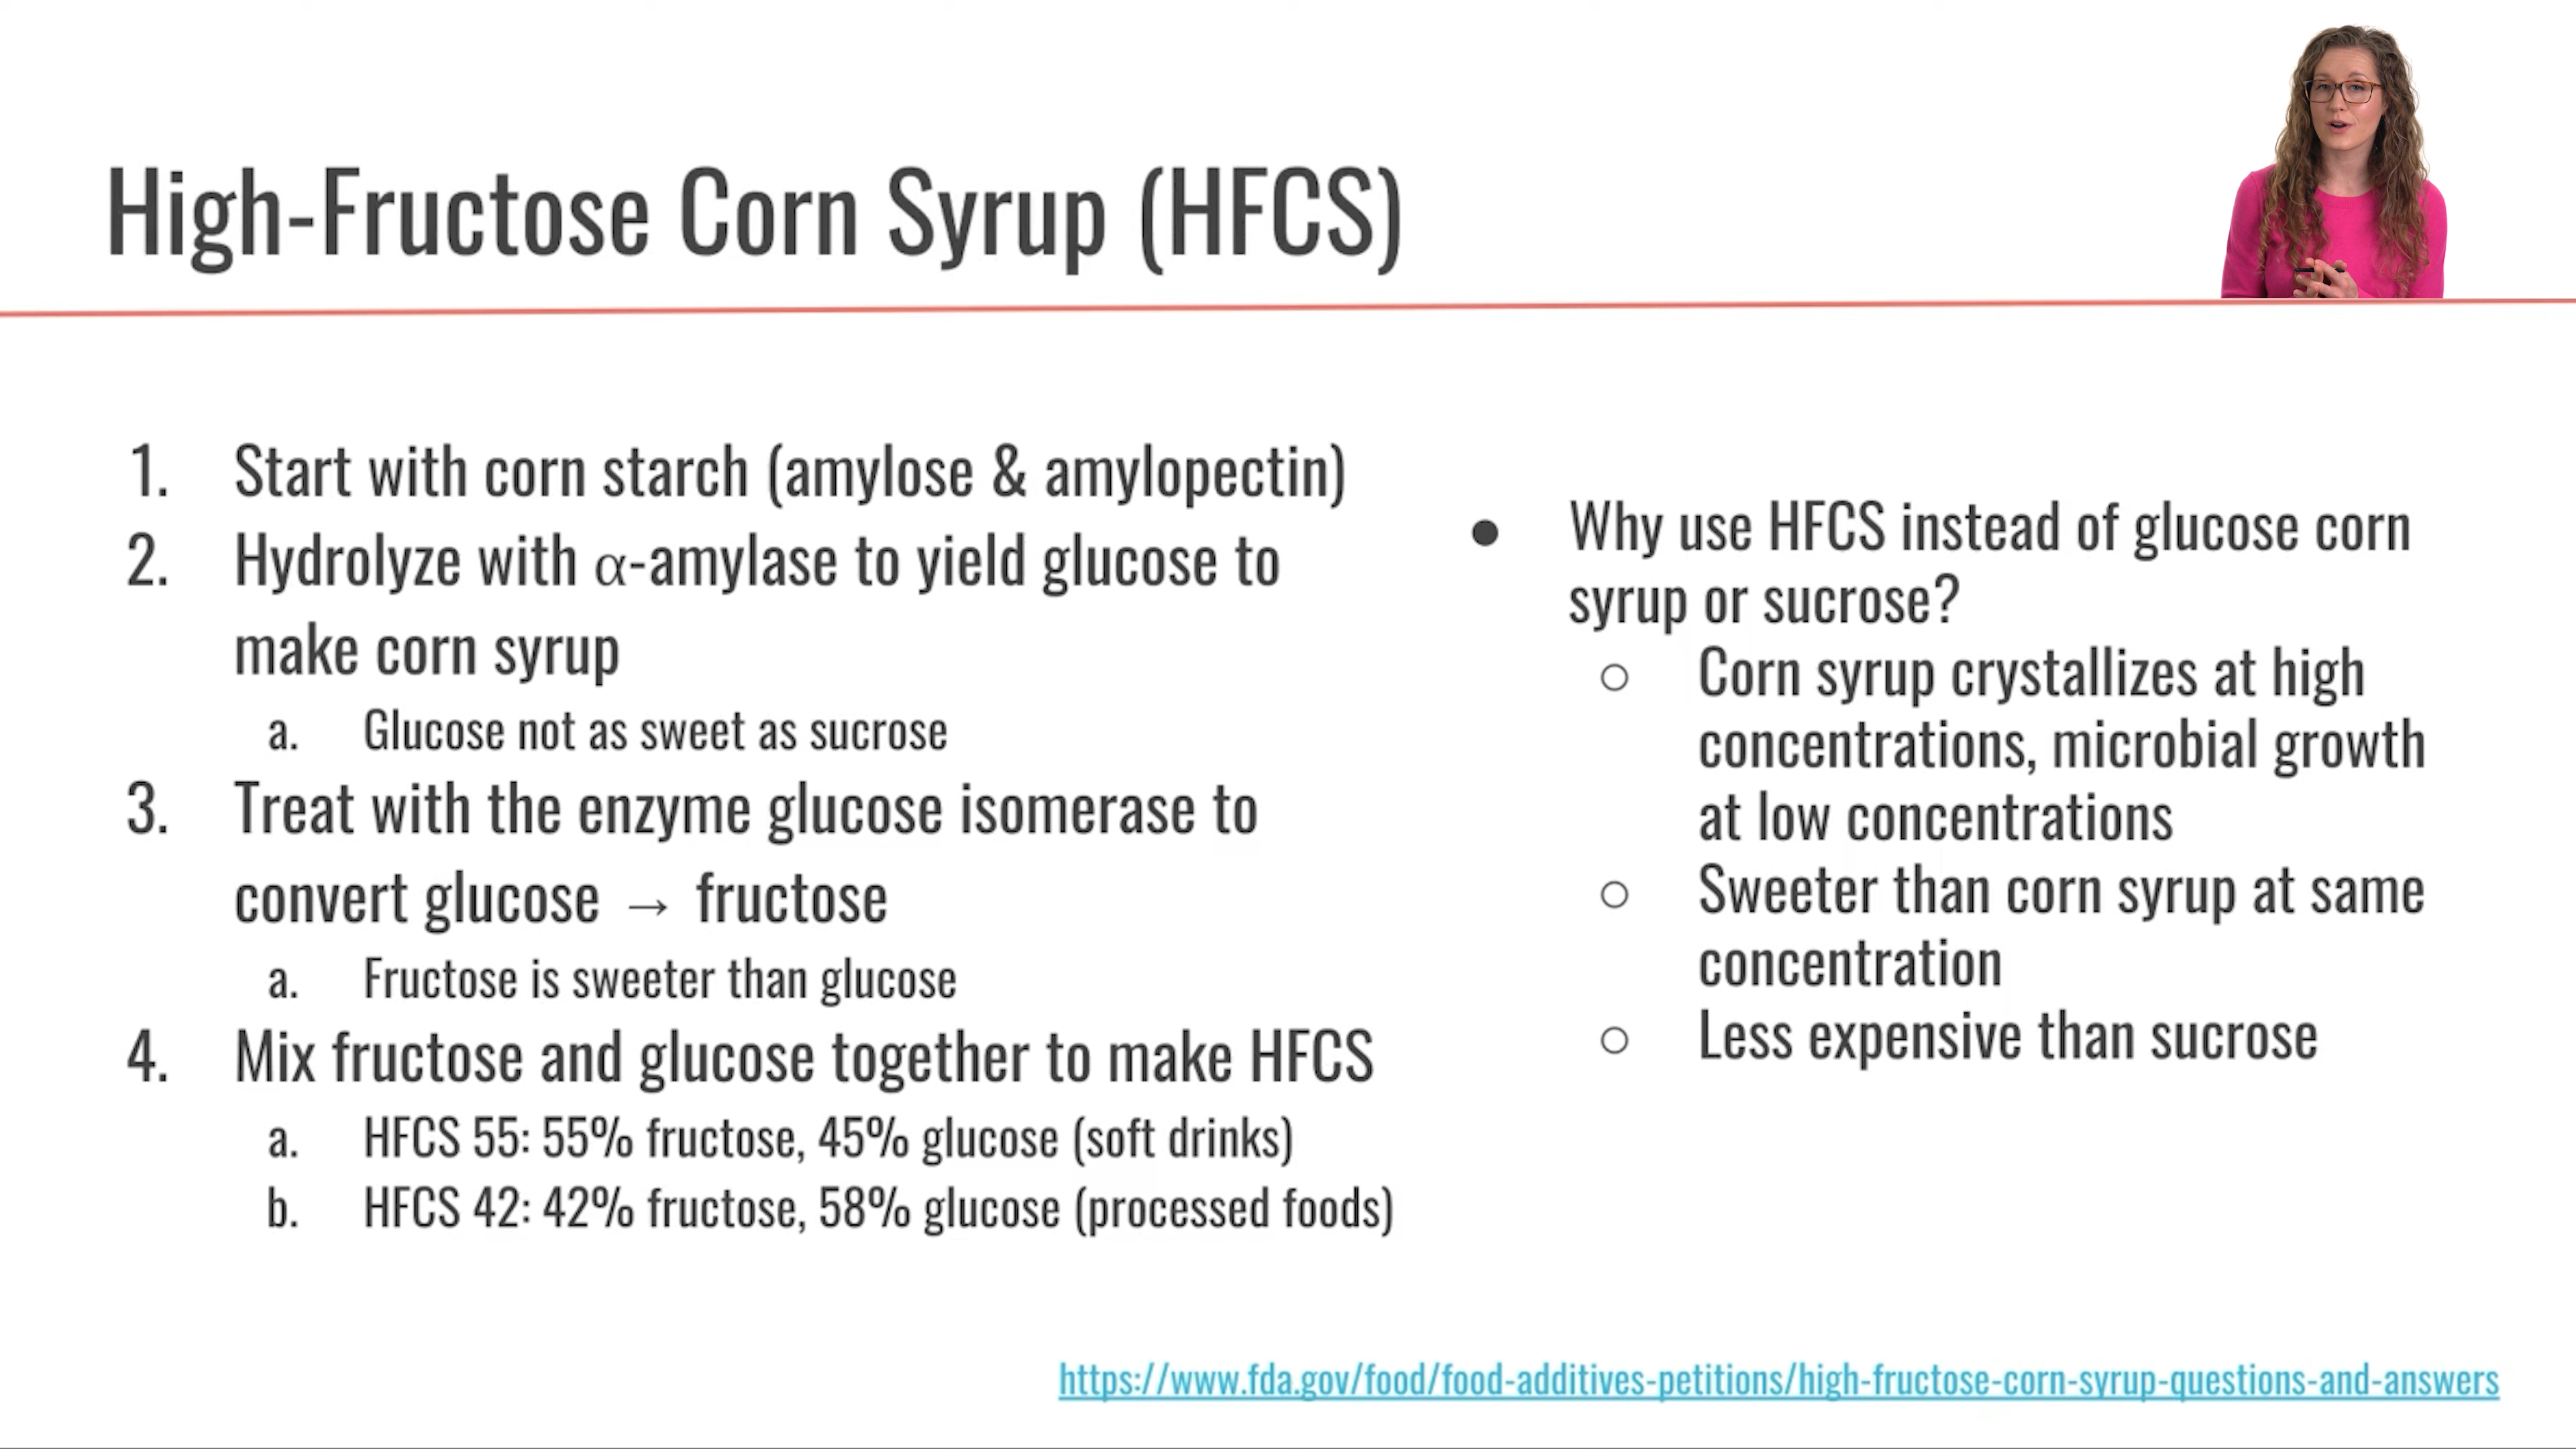 High-Fructose Corn Syrup (HFCS)
1. Start with corn starch (amylose & amylopectin)
2. Hydrolyze with α-amylase to yield glucose to
make corn syrup
a. Glucose not as sweet as sucrose
3. Treat with the enzyme glucose isomerase to
convert glucose → fructose
a. Fructose is sweeter than glucose
4. Mix fructose and glucose together to make HFCS
a. HFCS 55: 55% fructose, 45% glucose (soft drinks)
b. HFCS 42: 42% fructose, 58% glucose (processed foods)
● Why use HFCS instead of glucose corn
syrup or sucrose?
○ Corn syrup crystallizes at high
concentrations, microbial growth
at low concentrations
○ Sweeter than corn syrup at same
concentration
○ Less expensive than sucrose
https://www.fda.gov/food/food-additives-petitions/high-fructose-corn-syrup-questions-and-answers